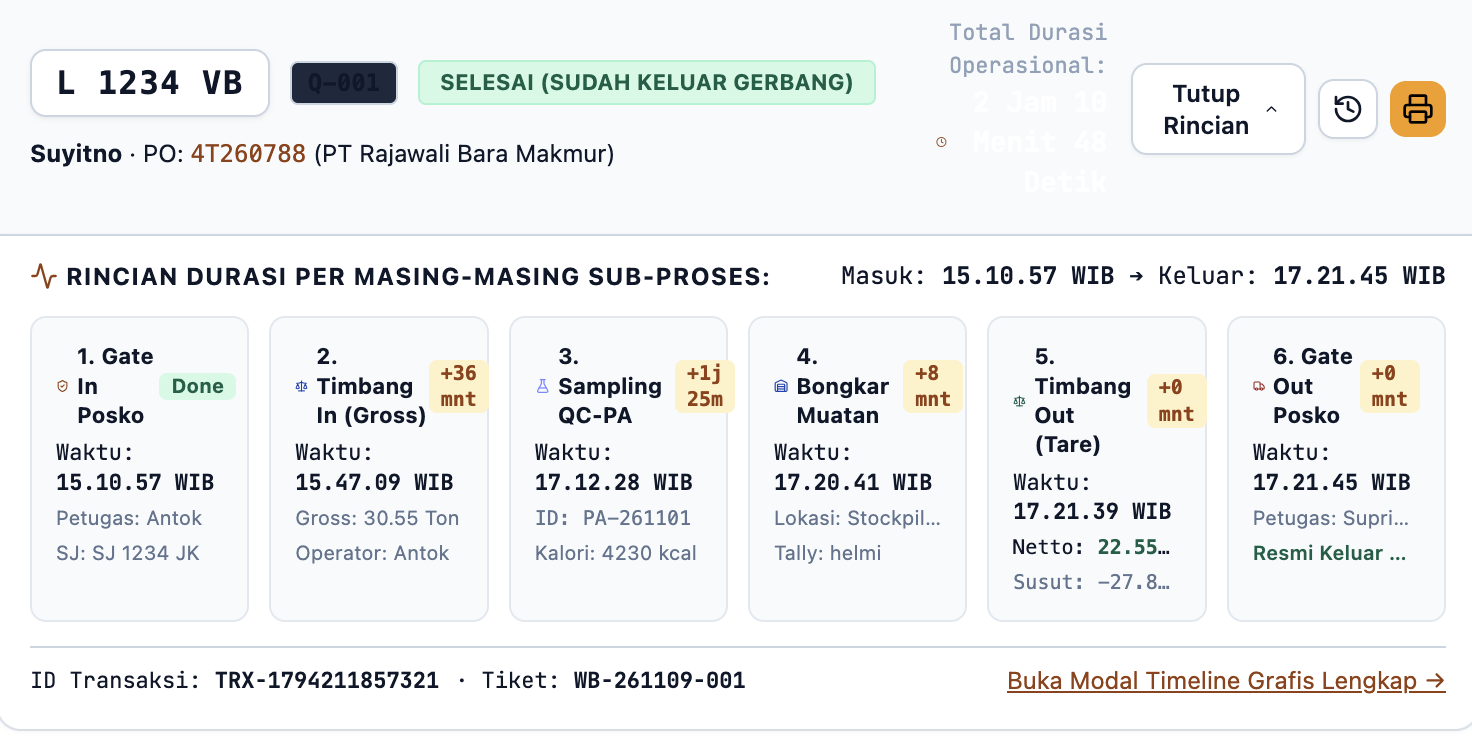 Total Durasi
Operasional:
2 Jam 10
Menit 48
Detik
L 1234 VB
Q-001
SELESAI (SUDAH KELUAR GERBANG)
Tutup
Rincian
Suyitno · PO: 4T260788 (PT Rajawali Bara Makmur)
RINCIAN DURASI PER MASING-MASING SUB-PROSES:
Masuk: 15.10.57 WIB → Keluar: 17.21.45 WIB
1. Gate
In
Posko
Done
Waktu:
15.10.57 WIB
Petugas: Antok
SJ: SJ 1234 JK
2.
Timbang
In (Gross)
+36
mnt
Waktu:
15.47.09 WIB
Gross: 30.55 Ton
Operator: Antok
3.
Sampling
QC-PA
+1j
25m
Waktu:
17.12.28 WIB
ID: PA-261101
Kalori: 4230 kcal
4.
Bongkar
Muatan
+8
mnt
Waktu:
17.20.41 WIB
Lokasi: Stockpil…
Tally: helmi
5.
Timbang
Out
(Tare)
+0
mnt
Waktu:
17.21.39 WIB
Netto: 22.55…
Susut: -27.8…
6. Gate
Out
Posko
+0
mnt
Waktu:
17.21.45 WIB
Petugas: Supri…
Resmi Keluar …
ID Transaksi: TRX-1794211857321 · Tiket: WB-261109-001
Buka Modal Timeline Grafis Lengkap →